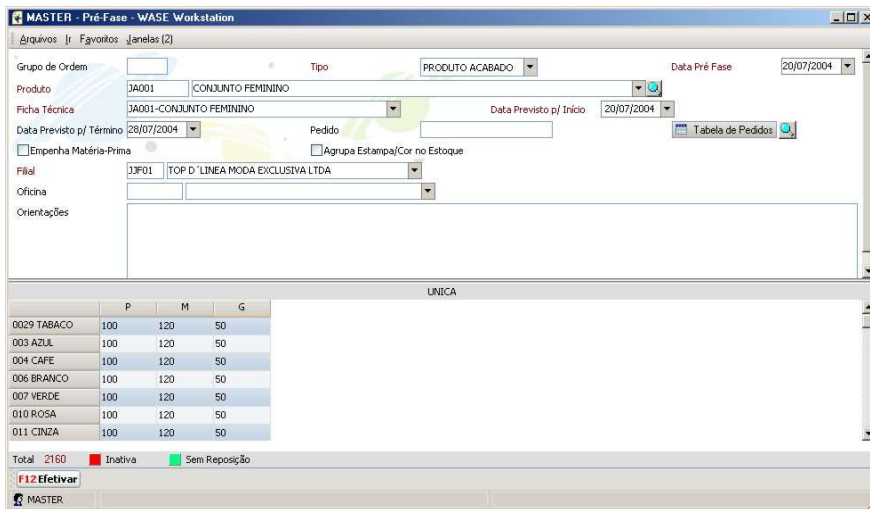 MASTER - Pré-Fase - WASE Workstation
Arquivos Ir Favoritos Janelas (2)
Grupo de Ordem Tipo PRODUTO ACABADO Data Pré Fase 20/07/2004
Produto JA001 CONJUNTO FEMININO
Ficha Técnica JA001-CONJUNTO FEMININO Data Previsto p/ Início 20/07/2004
Data Previsto p/ Término 28/07/2004 Pedido Tabela de Pedidos
Empenha Matéria-Prima Agrupa Estampa/Cor no Estoque
Filial JJF01 TOP D´LINEA MODA EXCLUSIVA LTDA
Oficina
Orientações
UNICA
P M G
0029 TABACO 100 120 50
003 AZUL 100 120 50
004 CAFE 100 120 50
006 BRANCO 100 120 50
007 VERDE 100 120 50
010 ROSA 100 120 50
011 CINZA 100 120 50
Total 2160 Inativa Sem Reposição
F12 Efetivar
MASTER